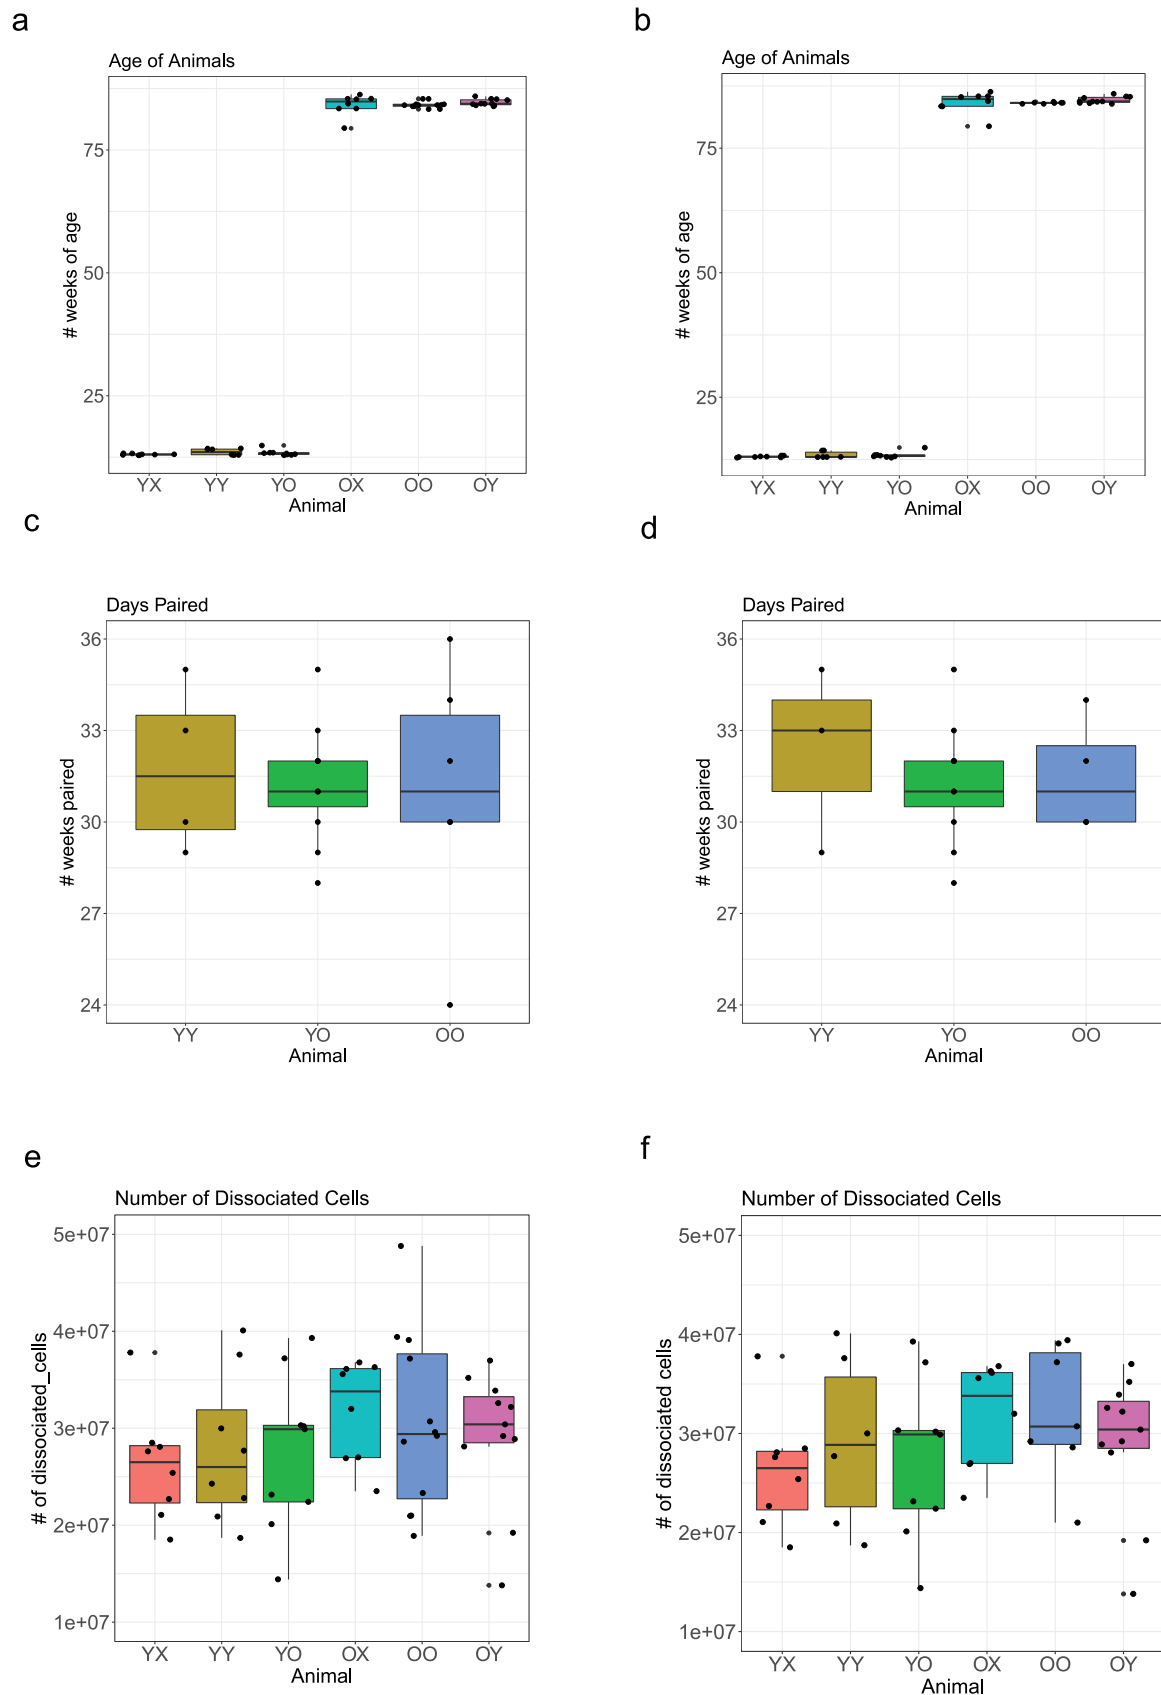 a
Age of Animals
# weeks of age
75
50
25
YX YY YO OX OO OY
Animal
b
Age of Animals
# weeks of age
75
50
25
YX YY YO OX OO OY
Animal
c
Days Paired
# weeks paired
36
33
30
27
24
YY YO OO
Animal
d
Days Paired
# weeks paired
36
33
30
27
24
YY YO OO
Animal
e
Number of Dissociated Cells
# of dissociated_cells
5e+07
4e+07
3e+07
2e+07
1e+07
YX YY YO OX OO OY
Animal
f
Number of Dissociated Cells
# of dissociated cells
5e+07
4e+07
3e+07
2e+07
1e+07
YX YY YO OX OO OY
Animal